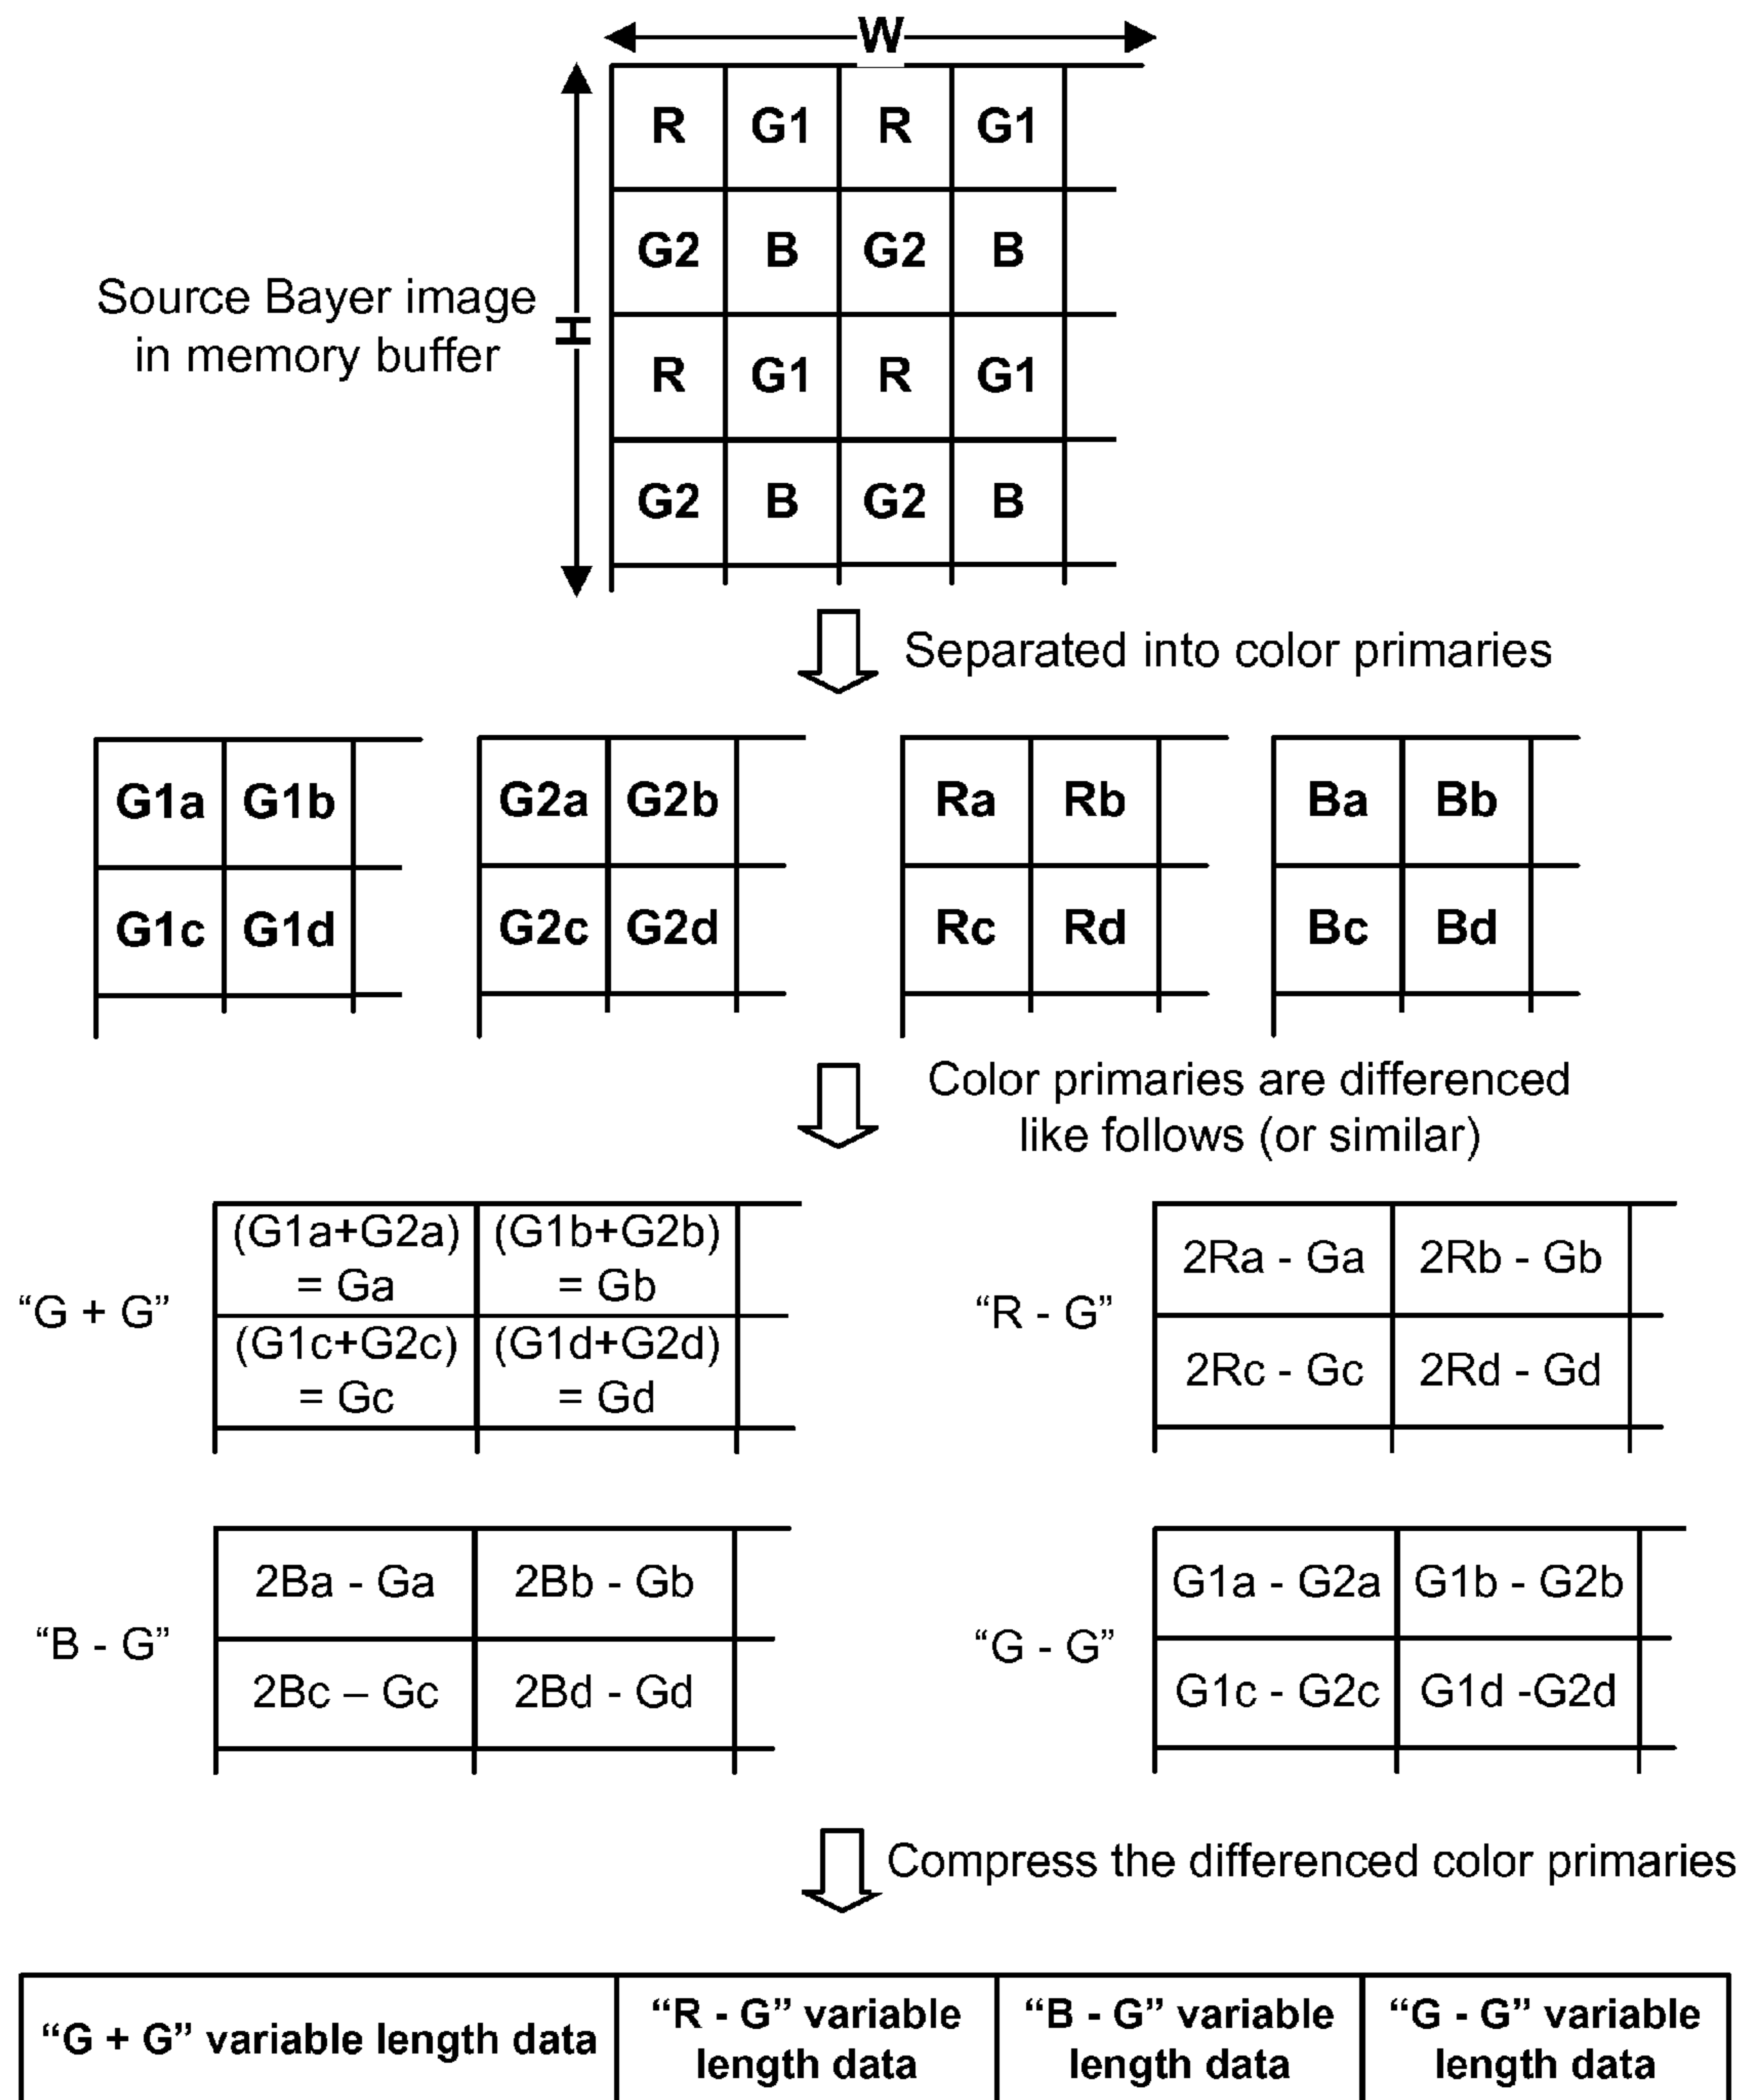 W
R G1 R G1
G2 B G2 B
Source Bayer image
in memory buffer
H
R G1 R G1
G2 B G2 B
Separated into color primaries
G1a G1b G2a G2b Ra Rb Ba Bb
G1c G1d G2c G2d Rc Rd Bc Bd
Color primaries are differenced
like follows (or similar)
“G + G”
(G1a+G2a) (G1b+G2b)
= Ga = Gb
(G1c+G2c) (G1d+G2d)
= Gc = Gd
“R - G”
2Ra - Ga 2Rb - Gb
2Rc - Gc 2Rd - Gd
“B - G”
2Ba - Ga 2Bb - Gb
2Bc – Gc 2Bd - Gd
“G - G”
G1a - G2a G1b - G2b
G1c - G2c G1d -G2d
Compress the differenced color primaries
“G + G” variable length data
“R - G” variable
length data
“B - G” variable
length data
“G - G” variable
length data